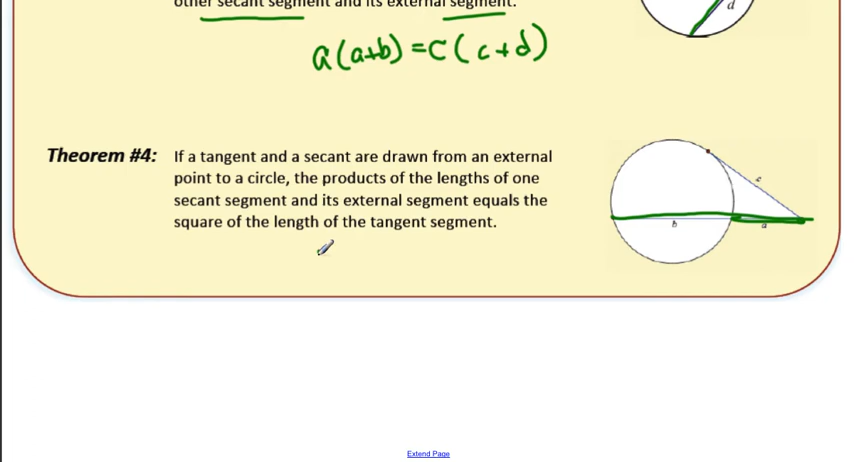 other secant segment and its external segment.
d
a(a+b) = c(c+d)
Theorem #4: If a tangent and a secant are drawn from an external
point to a circle, the products of the lengths of one
secant segment and its external segment equals the
square of the length of the tangent segment.
c
b
a
Extend Page